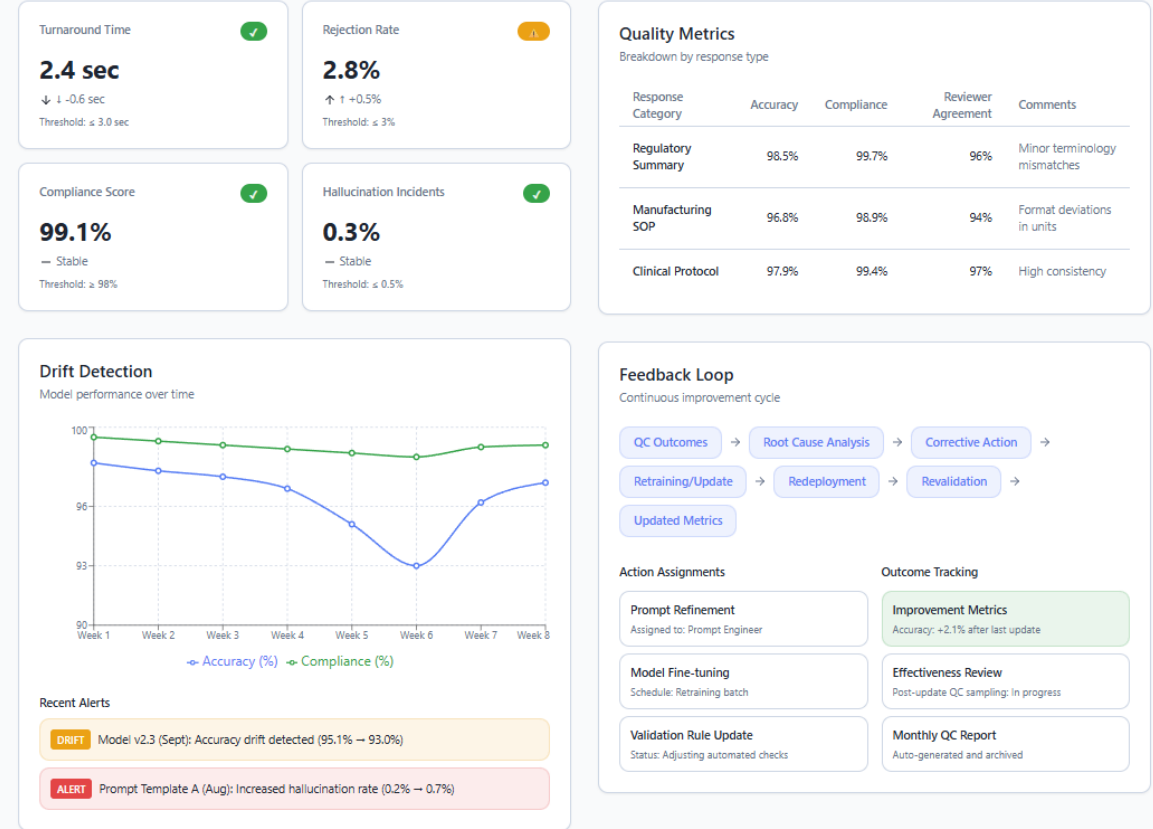 Turnaround Time
2.4 sec
↓ ↓ -0.6 sec
Threshold: ≤ 3.0 sec
Rejection Rate
2.8%
↑ ↑ +0.5%
Threshold: ≤ 3%
Compliance Score
99.1%
— Stable
Threshold: ≥ 98%
Hallucination Incidents
0.3%
— Stable
Threshold: ≤ 0.5%
Quality Metrics
Breakdown by response type
Response Category Accuracy Compliance Reviewer Agreement Comments
Regulatory Summary 98.5% 99.7% 96% Minor terminology mismatches
Manufacturing SOP 96.8% 98.9% 94% Format deviations in units
Clinical Protocol 97.9% 99.4% 97% High consistency
Drift Detection
Model performance over time
100
96
93
90
Week 1 Week 2 Week 3 Week 4 Week 5 Week 6 Week 7 Week 8
Accuracy (%) Compliance (%)
Recent Alerts
DRIFT Model v2.3 (Sept): Accuracy drift detected (95.1% → 93.0%)
ALERT Prompt Template A (Aug): Increased hallucination rate (0.2% → 0.7%)
Feedback Loop
Continuous improvement cycle
QC Outcomes → Root Cause Analysis → Corrective Action →
Retraining/Update → Redeployment → Revalidation →
Updated Metrics
Action Assignments
Prompt Refinement
Assigned to: Prompt Engineer
Model Fine-tuning
Schedule: Retraining batch
Validation Rule Update
Status: Adjusting automated checks
Outcome Tracking
Improvement Metrics
Accuracy: +2.1% after last update
Effectiveness Review
Post-update QC sampling: In progress
Monthly QC Report
Auto-generated and archived